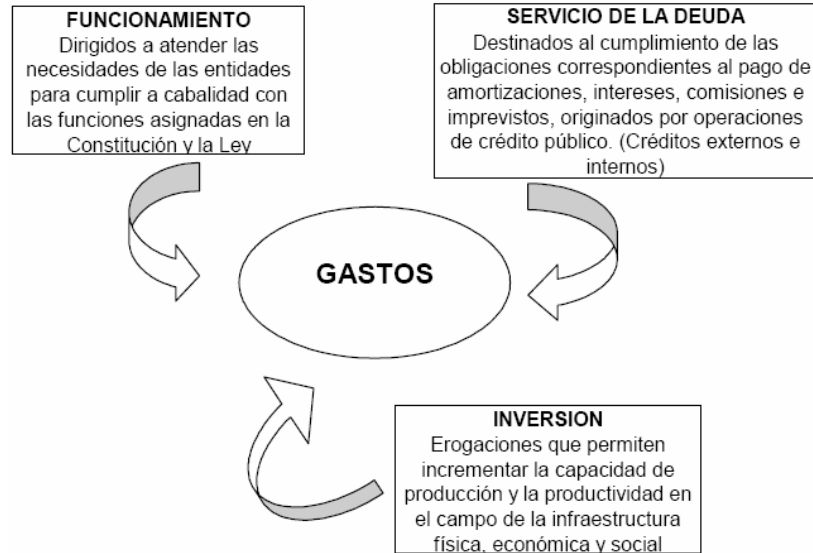 FUNCIONAMIENTO
Dirigidos a atender las
necesidades de las entidades
para cumplir a cabalidad con
las funciones asignadas en la
Constitución y la Ley
SERVICIO DE LA DEUDA
Destinados al cumplimiento de las
obligaciones correspondientes al pago de
amortizaciones, intereses, comisiones e
imprevistos, originados por operaciones
de crédito público. (Créditos externos e
internos)
GASTOS
INVERSION
Erogaciones que permiten
incrementar la capacidad de
producción y la productividad en
el campo de la infraestructura
física, económica y social